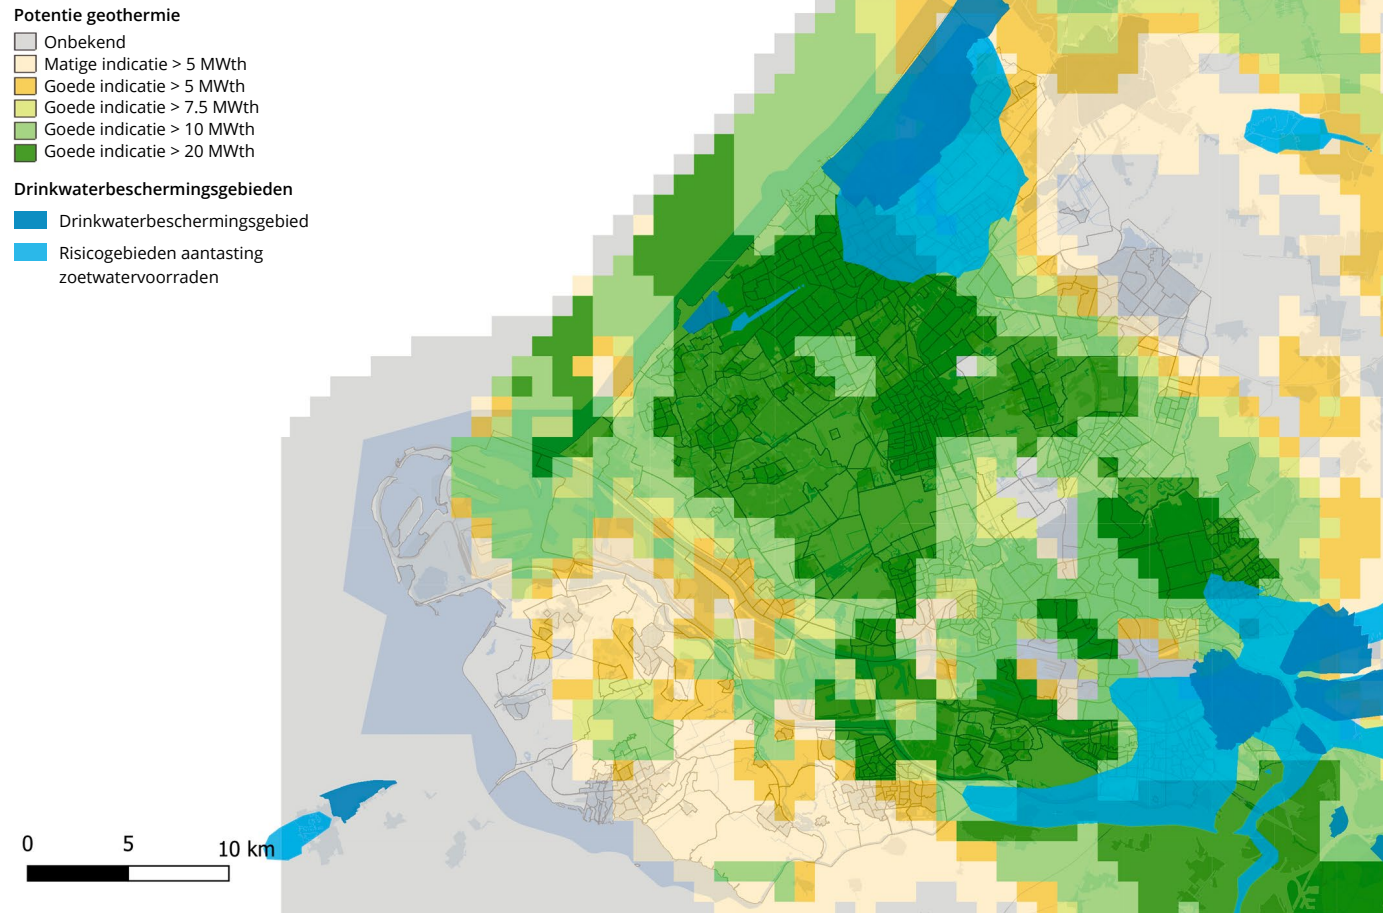 Potentie geothermie
Onbekend
Matige indicatie > 5 MWth
Goede indicatie > 5 MWth
Goede indicatie > 7.5 MWth
Goede indicatie > 10 MWth
Goede indicatie > 20 MWth
Drinkwaterbeschermingsgebieden
Drinkwaterbeschermingsgebied
Risicogebieden aantasting
zoetwatervoorraden
0 5 10 km